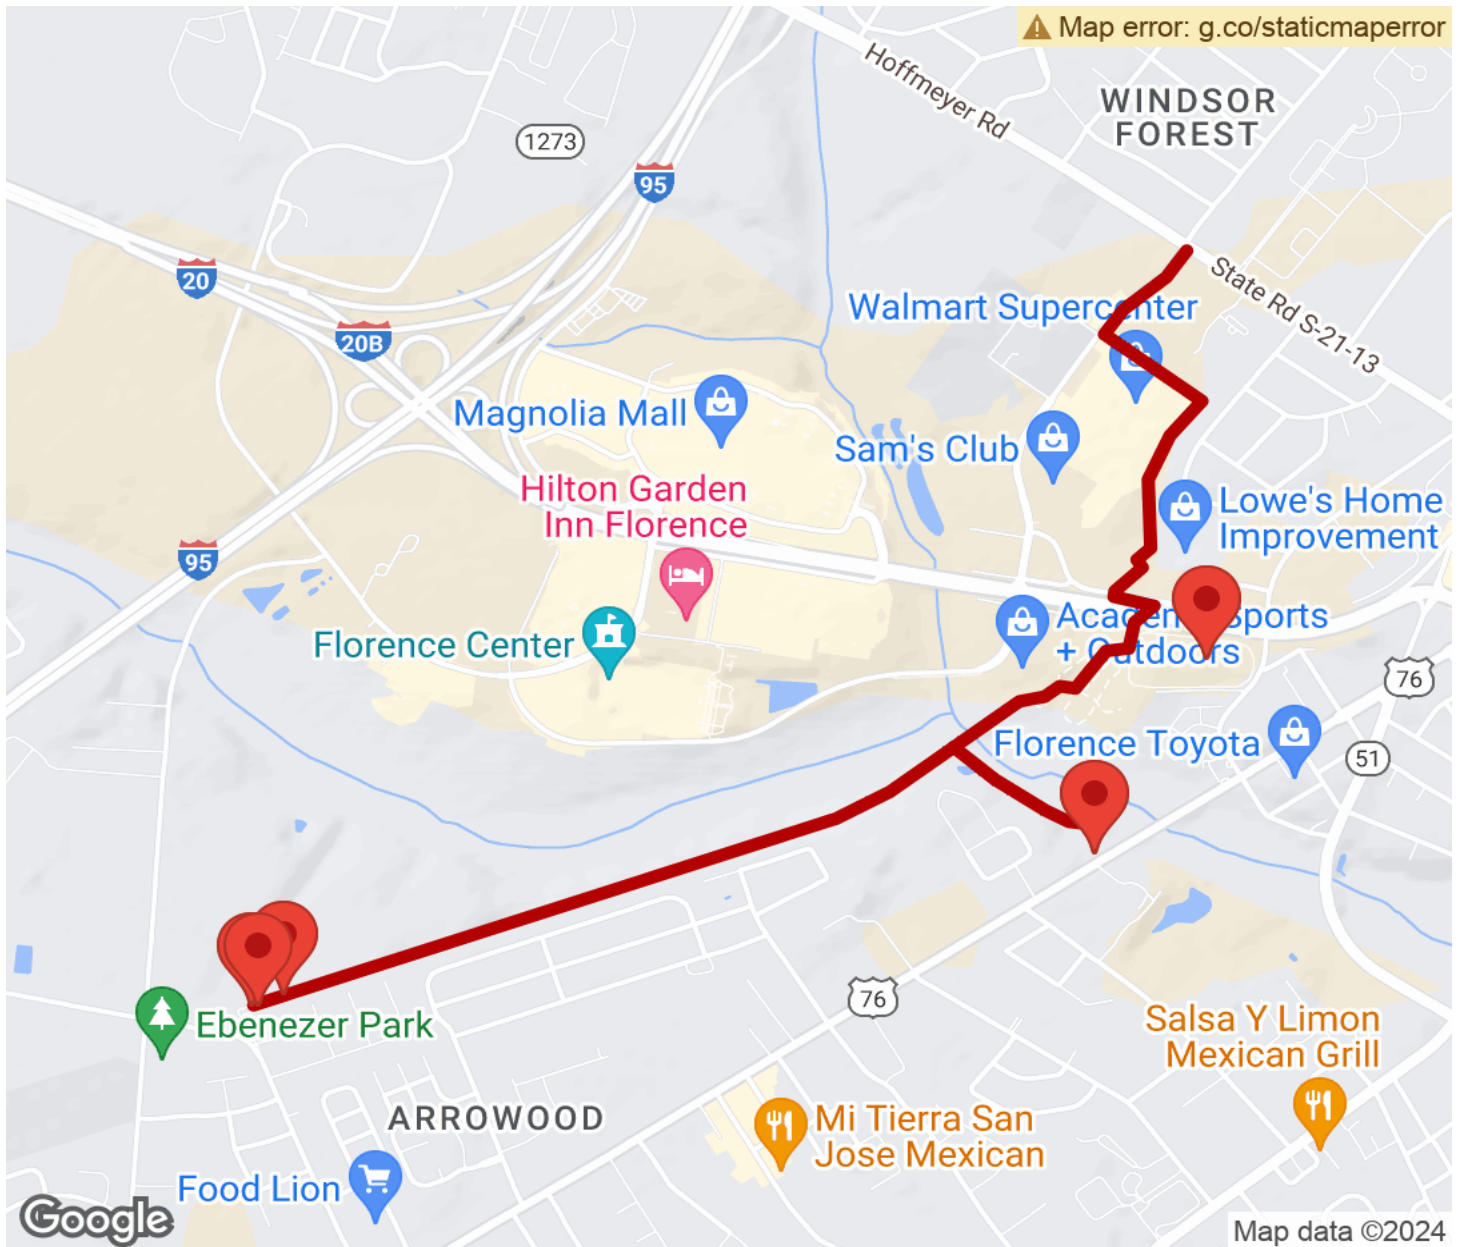 Map error: g.co/staticmaperror
Hoffmeyer Rd
WINDSOR
FOREST
1273
95
20
20B
State Rd S-21-13
Walmart Supercenter
Magnolia Mall
Sam's Club
Hilton Garden
Inn Florence
Lowe's Home
Improvement
95
Florence Center
Academy Sports
+ Outdoors
76
Florence Toyota
51
76
Ebenezer Park
Salsa Y Limon
Mexican Grill
ARROWOOD
Mi Tierra San
Jose Mexican
Food Lion
Google
Map data ©2024